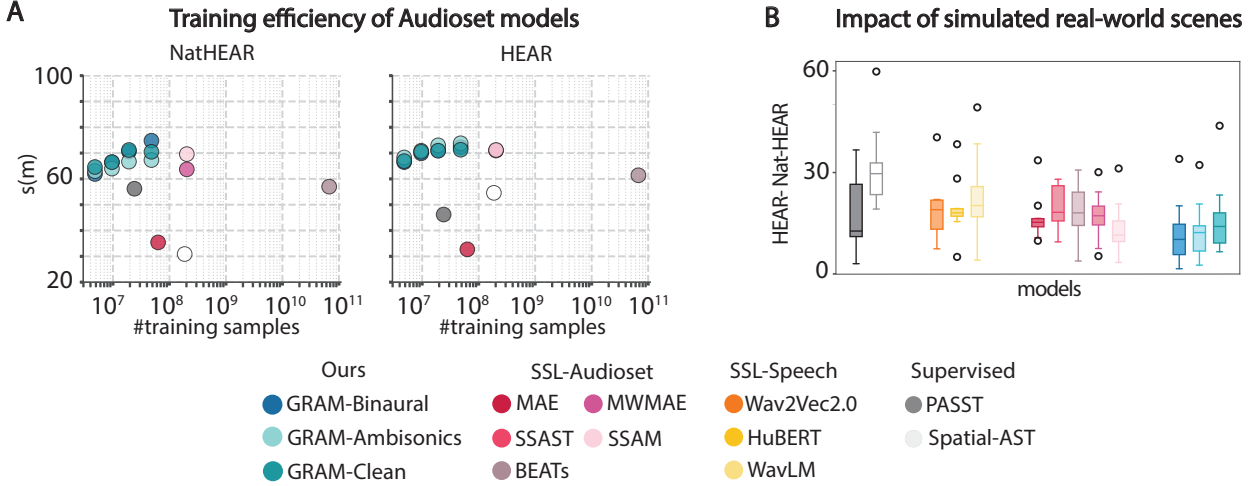 A
Training efficiency of Audioset models
NatHEAR
HEAR
s(m)
100
60
20
10⁷
10⁸
10⁹
10¹⁰
10¹¹
#training samples
10⁷
10⁸
10⁹
10¹⁰
10¹¹
#training samples
B
Impact of simulated real-world scenes
HEAR- Nat-HEAR
60
30
0
models
Ours
GRAM-Binaural
GRAM-Ambisonics
GRAM-Clean
SSL-Audioset
MAE
MWMAE
SSAST
SSAM
BEATs
SSL-Speech
Wav2Vec2.0
HuBERT
WavLM
Supervised
PASST
Spatial-AST